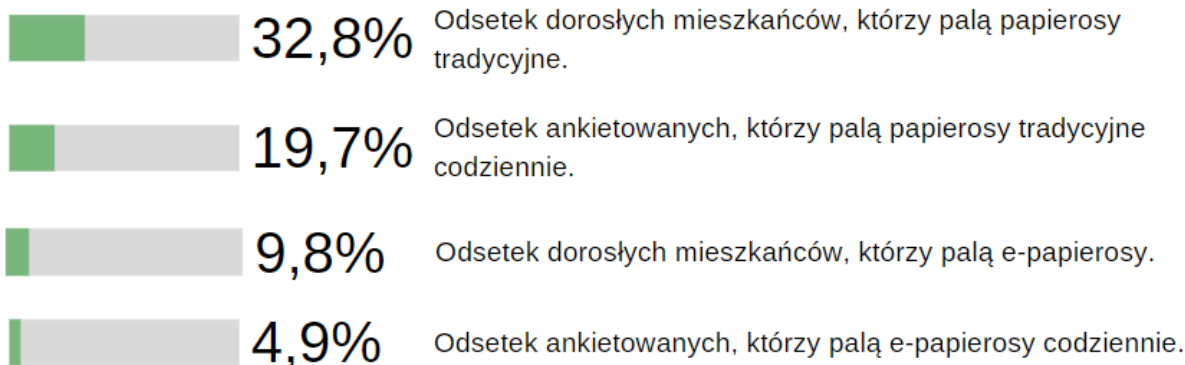 32,8%
Odsetek dorosłych mieszkańców, którzy palą papierosy
tradycyjne.
19,7%
Odsetek ankietowanych, którzy palą papierosy tradycyjne
codziennie.
9,8%
Odsetek dorosłych mieszkańców, którzy palą e-papierosy.
4,9%
Odsetek ankietowanych, którzy palą e-papierosy codziennie.